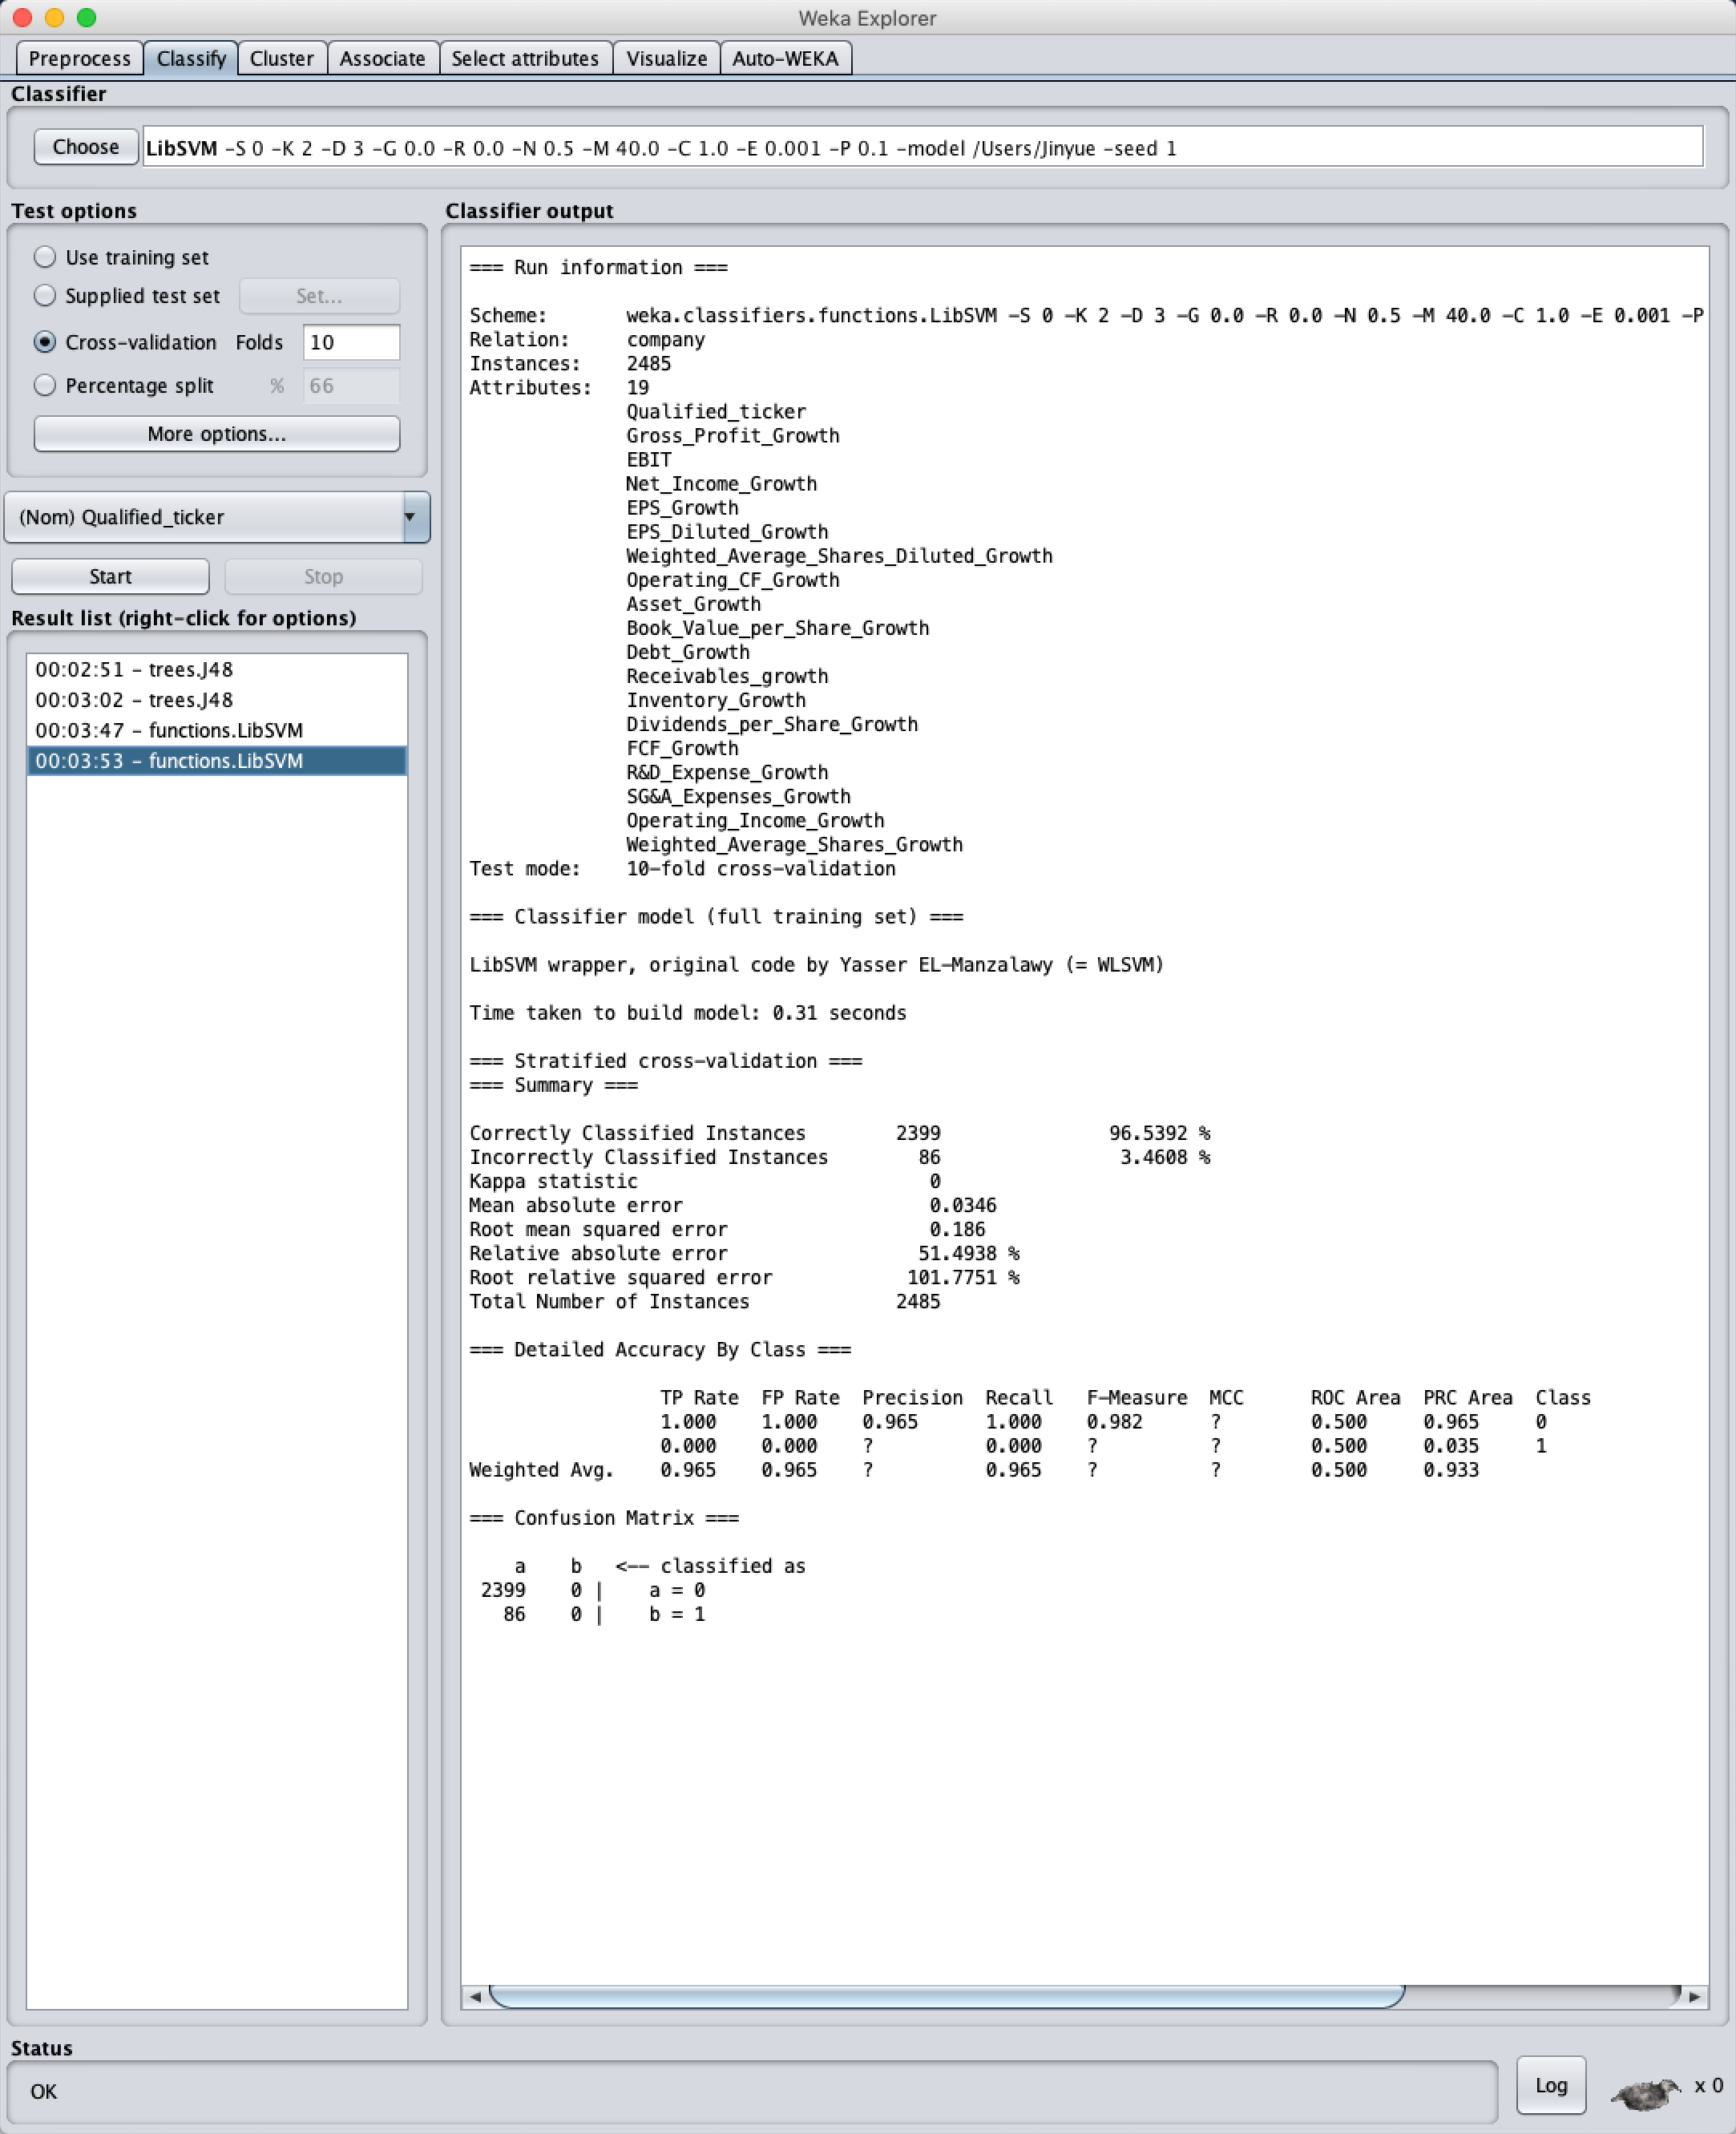 Weka Explorer
Preprocess Classify Cluster Associate Select attributes Visualize Auto-WEKA
Classifier
Choose LibSVM -S 0 -K 2 -D 3 -G 0.0 -R 0.0 -N 0.5 -M 40.0 -C 1.0 -E 0.001 -P 0.1 -model /Users/Jinyue -seed 1
Test options
Use training set
Supplied test set Set...
Cross-validation Folds 10
Percentage split % 66
More options...
(Nom) Qualified_ticker
Start Stop
Result list (right-click for options)
00:02:51 - trees.J48
00:03:02 - trees.J48
00:03:47 - functions.LibSVM
00:03:53 - functions.LibSVM
Classifier output
=== Run information ===
Scheme: weka.classifiers.functions.LibSVM -S 0 -K 2 -D 3 -G 0.0 -R 0.0 -N 0.5 -M 40.0 -C 1.0 -E 0.001 -P
Relation: company
Instances: 2485
Attributes: 19
Qualified_ticker
Gross_Profit_Growth
EBIT
Net_Income_Growth
EPS_Growth
EPS_Diluted_Growth
Weighted_Average_Shares_Diluted_Growth
Operating_CF_Growth
Asset_Growth
Book_Value_per_Share_Growth
Debt_Growth
Receivables_growth
Inventory_Growth
Dividends_per_Share_Growth
FCF_Growth
R&D_Expense_Growth
SG&A_Expenses_Growth
Operating_Income_Growth
Weighted_Average_Shares_Growth
Test mode: 10-fold cross-validation
=== Classifier model (full training set) ===
LibSVM wrapper, original code by Yasser EL-Manzalawy (= WLSVM)
Time taken to build model: 0.31 seconds
=== Stratified cross-validation ===
=== Summary ===
Correctly Classified Instances 2399 96.5392 %
Incorrectly Classified Instances 86 3.4608 %
Kappa statistic 0
Mean absolute error 0.0346
Root mean squared error 0.186
Relative absolute error 51.4938 %
Root relative squared error 101.7751 %
Total Number of Instances 2485
=== Detailed Accuracy By Class ===
TP Rate FP Rate Precision Recall F-Measure MCC ROC Area PRC Area Class
1.000 1.000 0.965 1.000 0.982 ? 0.500 0.965 0
0.000 0.000 ? 0.000 ? ? 0.500 0.035 1
Weighted Avg. 0.965 0.965 ? 0.965 ? ? 0.500 0.933
=== Confusion Matrix ===
a b <-- classified as
2399 0 | a = 0
86 0 | b = 1
Status
OK
Log x 0